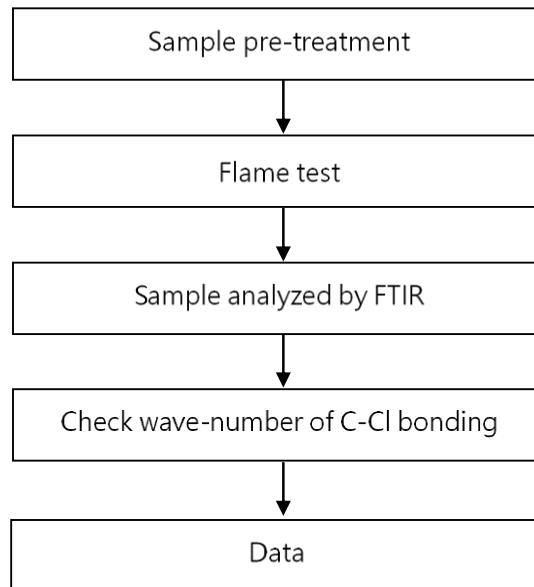 Sample pre-treatment
Flame test
Sample analyzed by FTIR
Check wave-number of C-Cl bonding
Data